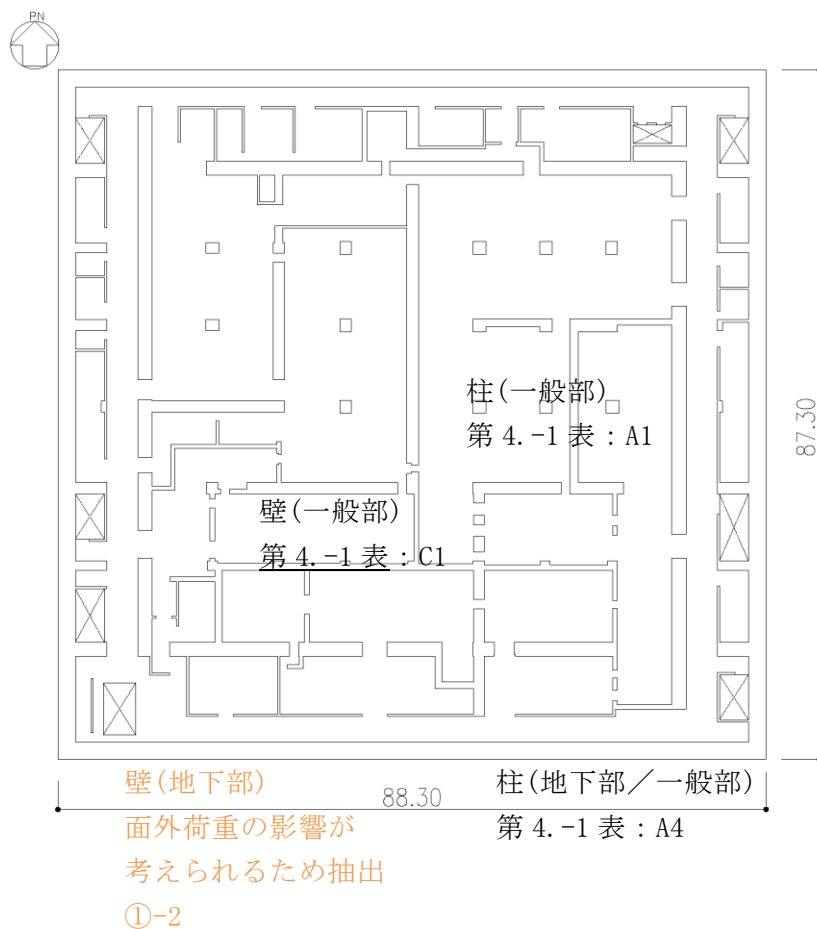 PN
柱(一般部)
第 4.-1 表：A1
87.30
壁(一般部)
第 4.-1 表：C1
壁(地下部)
面外荷重の影響が
考えられるため抽出
①-2
88.30
柱(地下部／一般部)
第 4.-1 表：A4